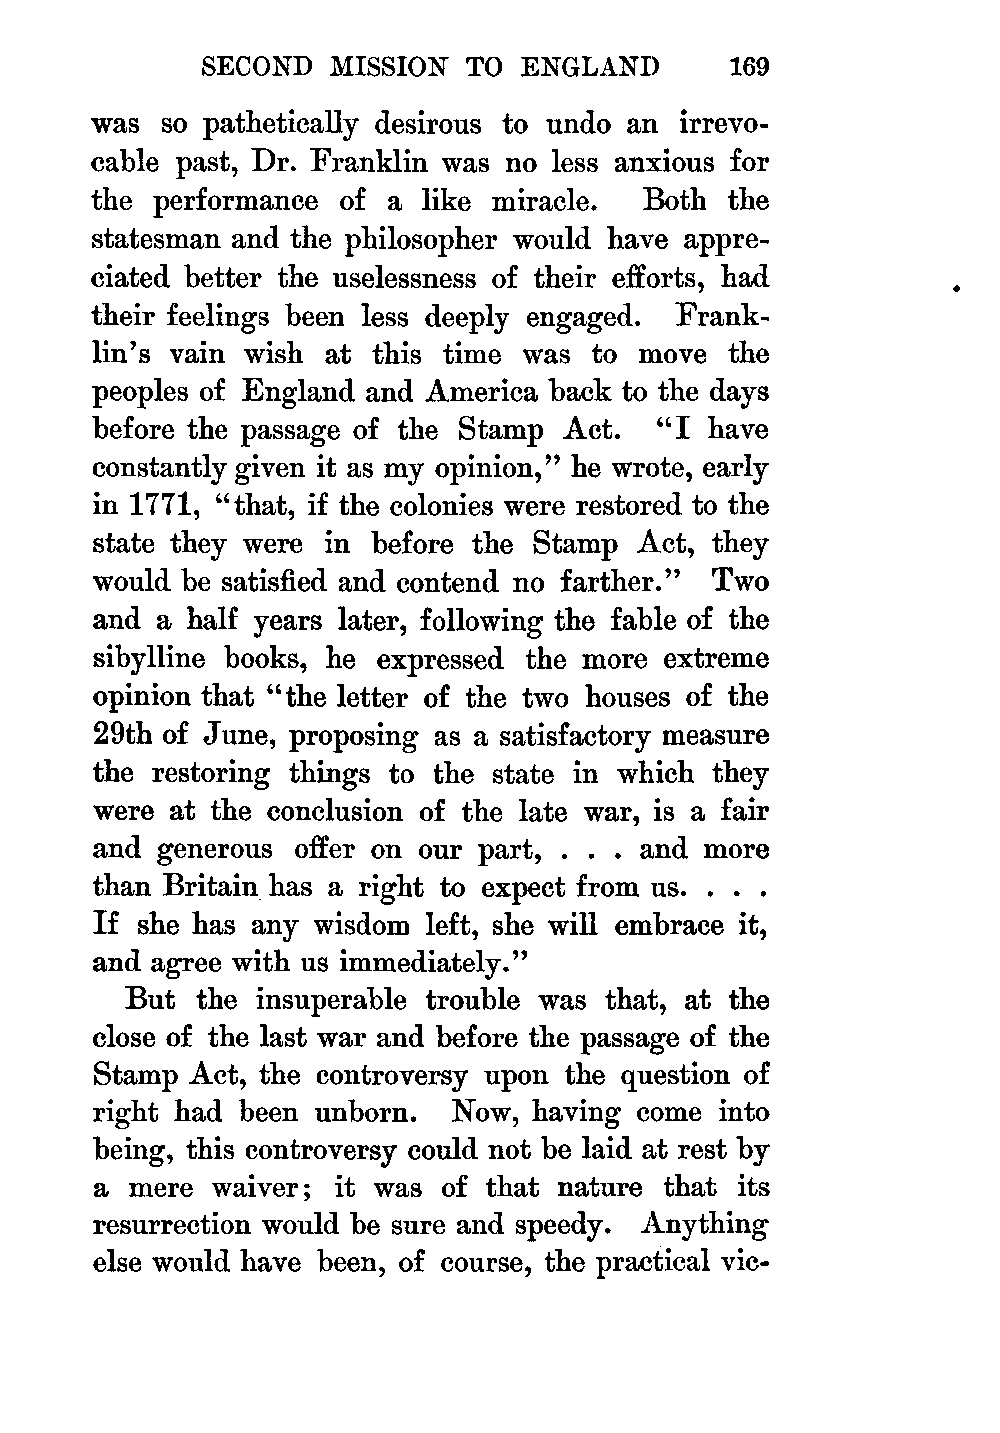 SECOND MISSION TO ENGLAND 169
was so pathetically desirous to undo an irrevo-
cable past, Dr. Franklin was no less anxious for
the performance of a like miracle. Both the
statesman and the philosopher would have appre-
ciated better the uselessness of their efforts, had
their feelings been less deeply engaged. Frank-
lin's vain wish at this time was to move the
peoples of England and America back to the days
before the passage of the Stamp Act. "I have
constantly given it as my opinion," he wrote, early
in 1771, "that, if the colonies were restored to the
state they were in before the Stamp Act, they
would be satisfied and contend no farther." Two
and a half years later, following the fable of the
sibylline books, he expressed the more extreme
opinion that "the letter of the two houses of the
29th of June, proposing as a satisfactory measure
the restoring things to the state in which they
were at the conclusion of the late war, is a fair
and generous offer on our part, . . . and more
than Britain has a right to expect from us. . . .
If she has any wisdom left, she will embrace it,
and agree with us immediately."
But the insuperable trouble was that, at the
close of the last war and before the passage of the
Stamp Act, the controversy upon the question of
right had been unborn. Now, having come into
being, this controversy could not be laid at rest by
a mere waiver; it was of that nature that its
resurrection would be sure and speedy. Anything
else would have been, of course, the practical vic-